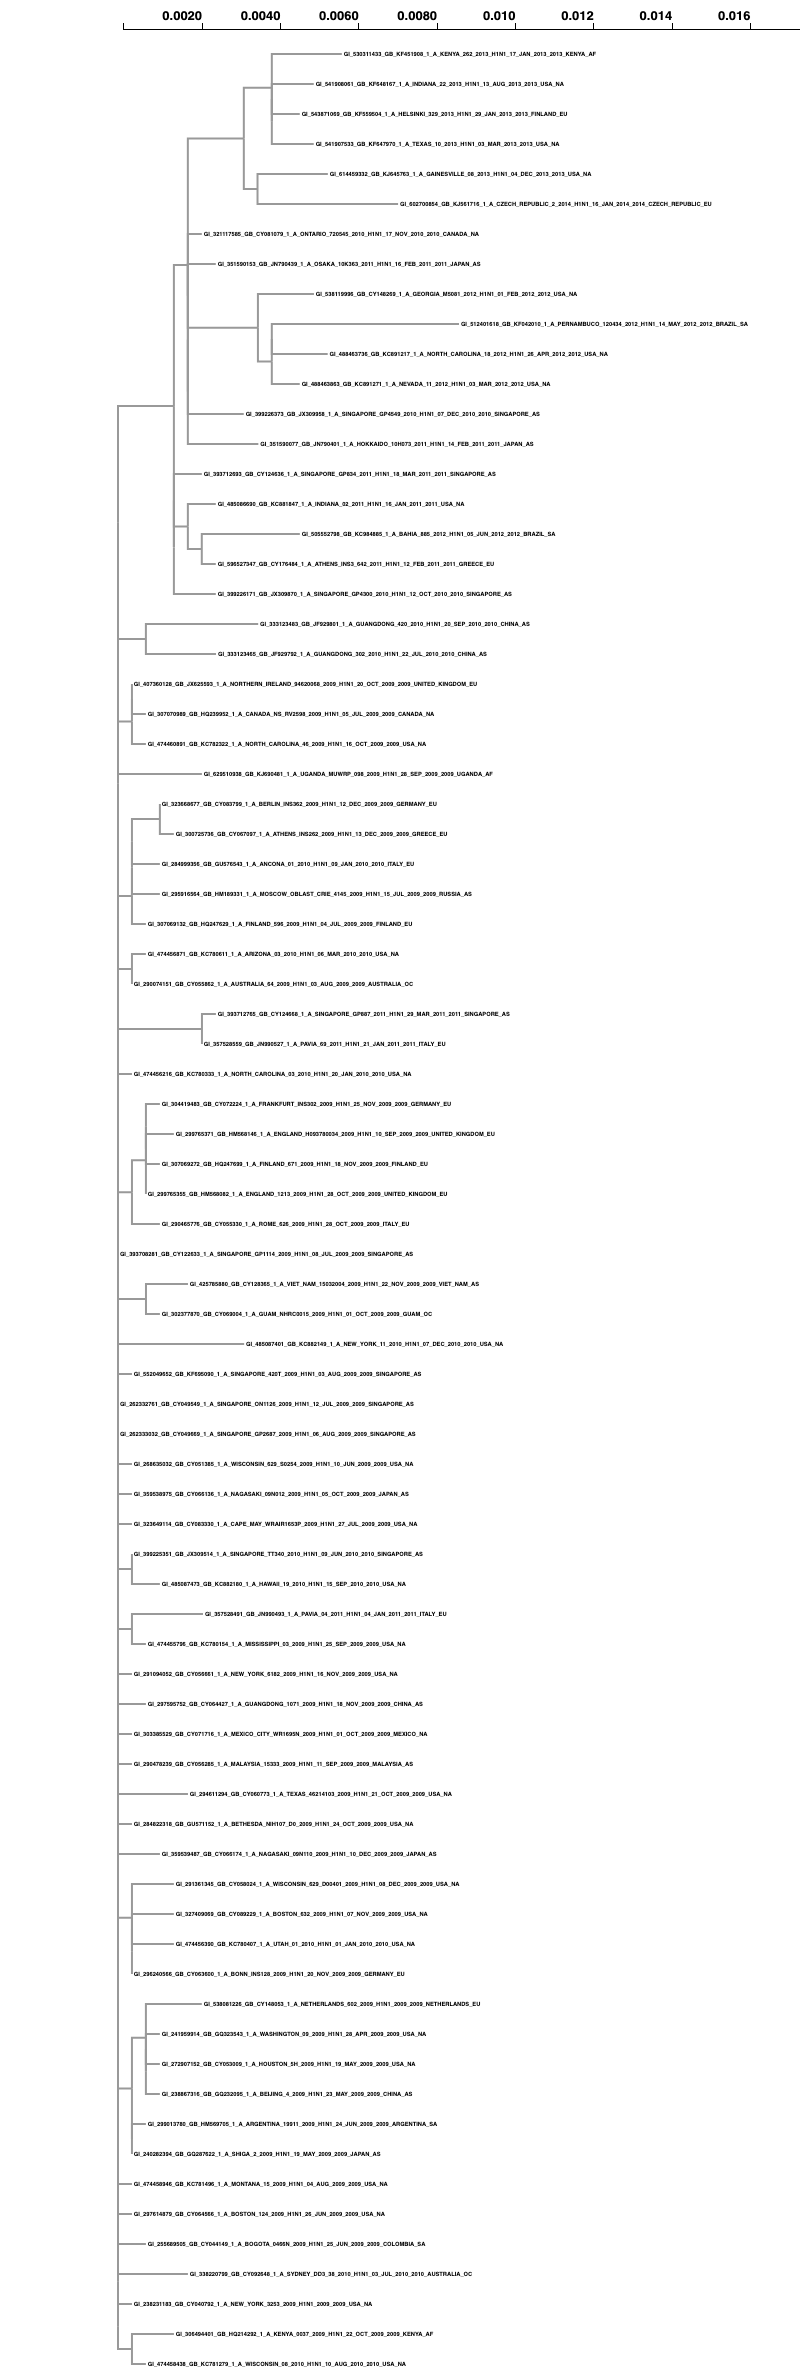 0.0020 0.0040 0.0060 0.0080 0.010 0.012 0.014 0.016
GI_530311433_GB_KF451908_1_A_KENYA_262_2013_H1N1_17_JAN_2013_2013_KENYA_AF
GI_541908061_GB_KF648167_1_A_INDIANA_22_2013_H1N1_13_AUG_2013_2013_USA_NA
GI_543871069_GB_KF559504_1_A_HELSINKI_329_2013_H1N1_29_JAN_2013_2013_FINLAND_EU
GI_541907533_GB_KF647970_1_A_TEXAS_10_2013_H1N1_03_MAR_2013_2013_USA_NA
GI_614459332_GB_KJ645763_1_A_GAINESVILLE_08_2013_H1N1_04_DEC_2013_2013_USA_NA
GI_602700854_GB_KJ561716_1_A_CZECH_REPUBLIC_2_2014_H1N1_16_JAN_2014_2014_CZECH_REPUBLIC_EU
GI_321117585_GB_CY081079_1_A_ONTARIO_720545_2010_H1N1_17_NOV_2010_2010_CANADA_NA
GI_351590153_GB_JN790439_1_A_OSAKA_10K363_2011_H1N1_16_FEB_2011_2011_JAPAN_AS
GI_538119996_GB_CY148269_1_A_GEORGIA_M5081_2012_H1N1_01_FEB_2012_2012_USA_NA
GI_512401618_GB_KF042010_1_A_PERNAMBUCO_120434_2012_H1N1_14_MAY_2012_2012_BRAZIL_SA
GI_488463736_GB_KC891217_1_A_NORTH_CAROLINA_18_2012_H1N1_26_APR_2012_2012_USA_NA
GI_488463863_GB_KC891271_1_A_NEVADA_11_2012_H1N1_03_MAR_2012_2012_USA_NA
GI_399226373_GB_JX309958_1_A_SINGAPORE_GP4549_2010_H1N1_07_DEC_2010_2010_SINGAPORE_AS
GI_351590077_GB_JN790401_1_A_HOKKAIDO_10H073_2011_H1N1_14_FEB_2011_2011_JAPAN_AS
GI_393712693_GB_CY124636_1_A_SINGAPORE_GP834_2011_H1N1_18_MAR_2011_2011_SINGAPORE_AS
GI_485086690_GB_KC881847_1_A_INDIANA_02_2011_H1N1_16_JAN_2011_2011_USA_NA
GI_505552798_GB_KC984885_1_A_BAHIA_885_2012_H1N1_05_JUN_2012_2012_BRAZIL_SA
GI_596527347_GB_CY176484_1_A_ATHENS_INS3_642_2011_H1N1_12_FEB_2011_2011_GREECE_EU
GI_399226171_GB_JX309870_1_A_SINGAPORE_GP4300_2010_H1N1_12_OCT_2010_2010_SINGAPORE_AS
GI_333123483_GB_JF929801_1_A_GUANGDONG_420_2010_H1N1_20_SEP_2010_2010_CHINA_AS
GI_333123465_GB_JF929792_1_A_GUANGDONG_302_2010_H1N1_22_JUL_2010_2010_CHINA_AS
GI_407360128_GB_JX625593_1_A_NORTHERN_IRELAND_94620068_2009_H1N1_20_OCT_2009_2009_UNITED_KINGDOM_EU
GI_307070989_GB_HQ239952_1_A_CANADA_NS_RV2598_2009_H1N1_05_JUL_2009_2009_CANADA_NA
GI_474460891_GB_KC782322_1_A_NORTH_CAROLINA_46_2009_H1N1_16_OCT_2009_2009_USA_NA
GI_629510938_GB_KJ690481_1_A_UGANDA_MUWRP_098_2009_H1N1_28_SEP_2009_2009_UGANDA_AF
GI_323668677_GB_CY083799_1_A_BERLIN_INS362_2009_H1N1_12_DEC_2009_2009_GERMANY_EU
GI_300725736_GB_CY067097_1_A_ATHENS_INS262_2009_H1N1_13_DEC_2009_2009_GREECE_EU
GI_284999356_GB_GU576543_1_A_ANCONA_01_2010_H1N1_09_JAN_2010_2010_ITALY_EU
GI_295916564_GB_HM189331_1_A_MOSCOW_OBLAST_CRIE_4145_2009_H1N1_15_JUL_2009_2009_RUSSIA_AS
GI_307069132_GB_HQ247629_1_A_FINLAND_596_2009_H1N1_04_JUL_2009_2009_FINLAND_EU
GI_474456871_GB_KC780611_1_A_ARIZONA_03_2010_H1N1_06_MAR_2010_2010_USA_NA
GI_290074151_GB_CY055862_1_A_AUSTRALIA_64_2009_H1N1_03_AUG_2009_2009_AUSTRALIA_OC
GI_393712765_GB_CY124668_1_A_SINGAPORE_GP887_2011_H1N1_29_MAR_2011_2011_SINGAPORE_AS
GI_357528559_GB_JN990527_1_A_PAVIA_69_2011_H1N1_21_JAN_2011_2011_ITALY_EU
GI_474456216_GB_KC780333_1_A_NORTH_CAROLINA_03_2010_H1N1_20_JAN_2010_2010_USA_NA
GI_304419483_GB_CY072224_1_A_FRANKFURT_INS302_2009_H1N1_25_NOV_2009_2009_GERMANY_EU
GI_299765371_GB_HM568146_1_A_ENGLAND_H093780034_2009_H1N1_10_SEP_2009_2009_UNITED_KINGDOM_EU
GI_307069272_GB_HQ247699_1_A_FINLAND_671_2009_H1N1_18_NOV_2009_2009_FINLAND_EU
GI_299765355_GB_HM568082_1_A_ENGLAND_1213_2009_H1N1_28_OCT_2009_2009_UNITED_KINGDOM_EU
GI_290465776_GB_CY055330_1_A_ROME_626_2009_H1N1_28_OCT_2009_2009_ITALY_EU
GI_393708281_GB_CY122633_1_A_SINGAPORE_GP1114_2009_H1N1_08_JUL_2009_2009_SINGAPORE_AS
GI_425785880_GB_CY128365_1_A_VIET_NAM_15032004_2009_H1N1_22_NOV_2009_2009_VIET_NAM_AS
GI_302377870_GB_CY069004_1_A_GUAM_NHRC0015_2009_H1N1_01_OCT_2009_2009_GUAM_OC
GI_485087401_GB_KC882149_1_A_NEW_YORK_11_2010_H1N1_07_DEC_2010_2010_USA_NA
GI_552049652_GB_KF695090_1_A_SINGAPORE_420T_2009_H1N1_03_AUG_2009_2009_SINGAPORE_AS
GI_262332761_GB_CY049549_1_A_SINGAPORE_ON1126_2009_H1N1_12_JUL_2009_2009_SINGAPORE_AS
GI_262333032_GB_CY049669_1_A_SINGAPORE_GP2687_2009_H1N1_06_AUG_2009_2009_SINGAPORE_AS
GI_268635032_GB_CY051385_1_A_WISCONSIN_629_S0254_2009_H1N1_10_JUN_2009_2009_USA_NA
GI_359538975_GB_CY066136_1_A_NAGASAKI_09N012_2009_H1N1_05_OCT_2009_2009_JAPAN_AS
GI_323649114_GB_CY083330_1_A_CAPE_MAY_WRAIR1653P_2009_H1N1_27_JUL_2009_2009_USA_NA
GI_399225351_GB_JX309514_1_A_SINGAPORE_TT340_2010_H1N1_09_JUN_2010_2010_SINGAPORE_AS
GI_485087473_GB_KC882180_1_A_HAWAII_19_2010_H1N1_15_SEP_2010_2010_USA_NA
GI_357528491_GB_JN990493_1_A_PAVIA_04_2011_H1N1_04_JAN_2011_2011_ITALY_EU
GI_474455796_GB_KC780154_1_A_MISSISSIPPI_03_2009_H1N1_25_SEP_2009_2009_USA_NA
GI_291094052_GB_CY056661_1_A_NEW_YORK_6182_2009_H1N1_16_NOV_2009_2009_USA_NA
GI_297595752_GB_CY064427_1_A_GUANGDONG_1071_2009_H1N1_18_NOV_2009_2009_CHINA_AS
GI_303385529_GB_CY071716_1_A_MEXICO_CITY_WR1695N_2009_H1N1_01_OCT_2009_2009_MEXICO_NA
GI_290478239_GB_CY056285_1_A_MALAYSIA_15333_2009_H1N1_11_SEP_2009_2009_MALAYSIA_AS
GI_294611294_GB_CY060773_1_A_TEXAS_46214103_2009_H1N1_21_OCT_2009_2009_USA_NA
GI_284822318_GB_GU571152_1_A_BETHESDA_NIH107_D0_2009_H1N1_24_OCT_2009_2009_USA_NA
GI_359539487_GB_CY066174_1_A_NAGASAKI_09N110_2009_H1N1_10_DEC_2009_2009_JAPAN_AS
GI_291361345_GB_CY058024_1_A_WISCONSIN_629_D00401_2009_H1N1_08_DEC_2009_2009_USA_NA
GI_327409069_GB_CY089229_1_A_BOSTON_632_2009_H1N1_07_NOV_2009_2009_USA_NA
GI_474456390_GB_KC780407_1_A_UTAH_01_2010_H1N1_01_JAN_2010_2010_USA_NA
GI_296240566_GB_CY063600_1_A_BONN_INS128_2009_H1N1_20_NOV_2009_2009_GERMANY_EU
GI_538081226_GB_CY148053_1_A_NETHERLANDS_602_2009_H1N1_2009_2009_NETHERLANDS_EU
GI_241959914_GB_GQ323543_1_A_WASHINGTON_09_2009_H1N1_28_APR_2009_2009_USA_NA
GI_272907152_GB_CY053009_1_A_HOUSTON_5H_2009_H1N1_19_MAY_2009_2009_USA_NA
GI_238867316_GB_GQ232095_1_A_BEIJING_4_2009_H1N1_23_MAY_2009_2009_CHINA_AS
GI_299013780_GB_HM569705_1_A_ARGENTINA_19911_2009_H1N1_24_JUN_2009_2009_ARGENTINA_SA
GI_240282394_GB_GQ287622_1_A_SHIGA_2_2009_H1N1_19_MAY_2009_2009_JAPAN_AS
GI_474458946_GB_KC781496_1_A_MONTANA_15_2009_H1N1_04_AUG_2009_2009_USA_NA
GI_297614879_GB_CY064566_1_A_BOSTON_124_2009_H1N1_26_JUN_2009_2009_USA_NA
GI_255689505_GB_CY044149_1_A_BOGOTA_0466N_2009_H1N1_25_JUN_2009_2009_COLOMBIA_SA
GI_338220799_GB_CY092648_1_A_SYDNEY_DD3_38_2010_H1N1_03_JUL_2010_2010_AUSTRALIA_OC
GI_238231183_GB_CY040792_1_A_NEW_YORK_3253_2009_H1N1_2009_2009_USA_NA
GI_306494401_GB_HQ214292_1_A_KENYA_0037_2009_H1N1_22_OCT_2009_2009_KENYA_AF
GI_474458438_GB_KC781279_1_A_WISCONSIN_08_2010_H1N1_10_AUG_2010_2010_USA_NA